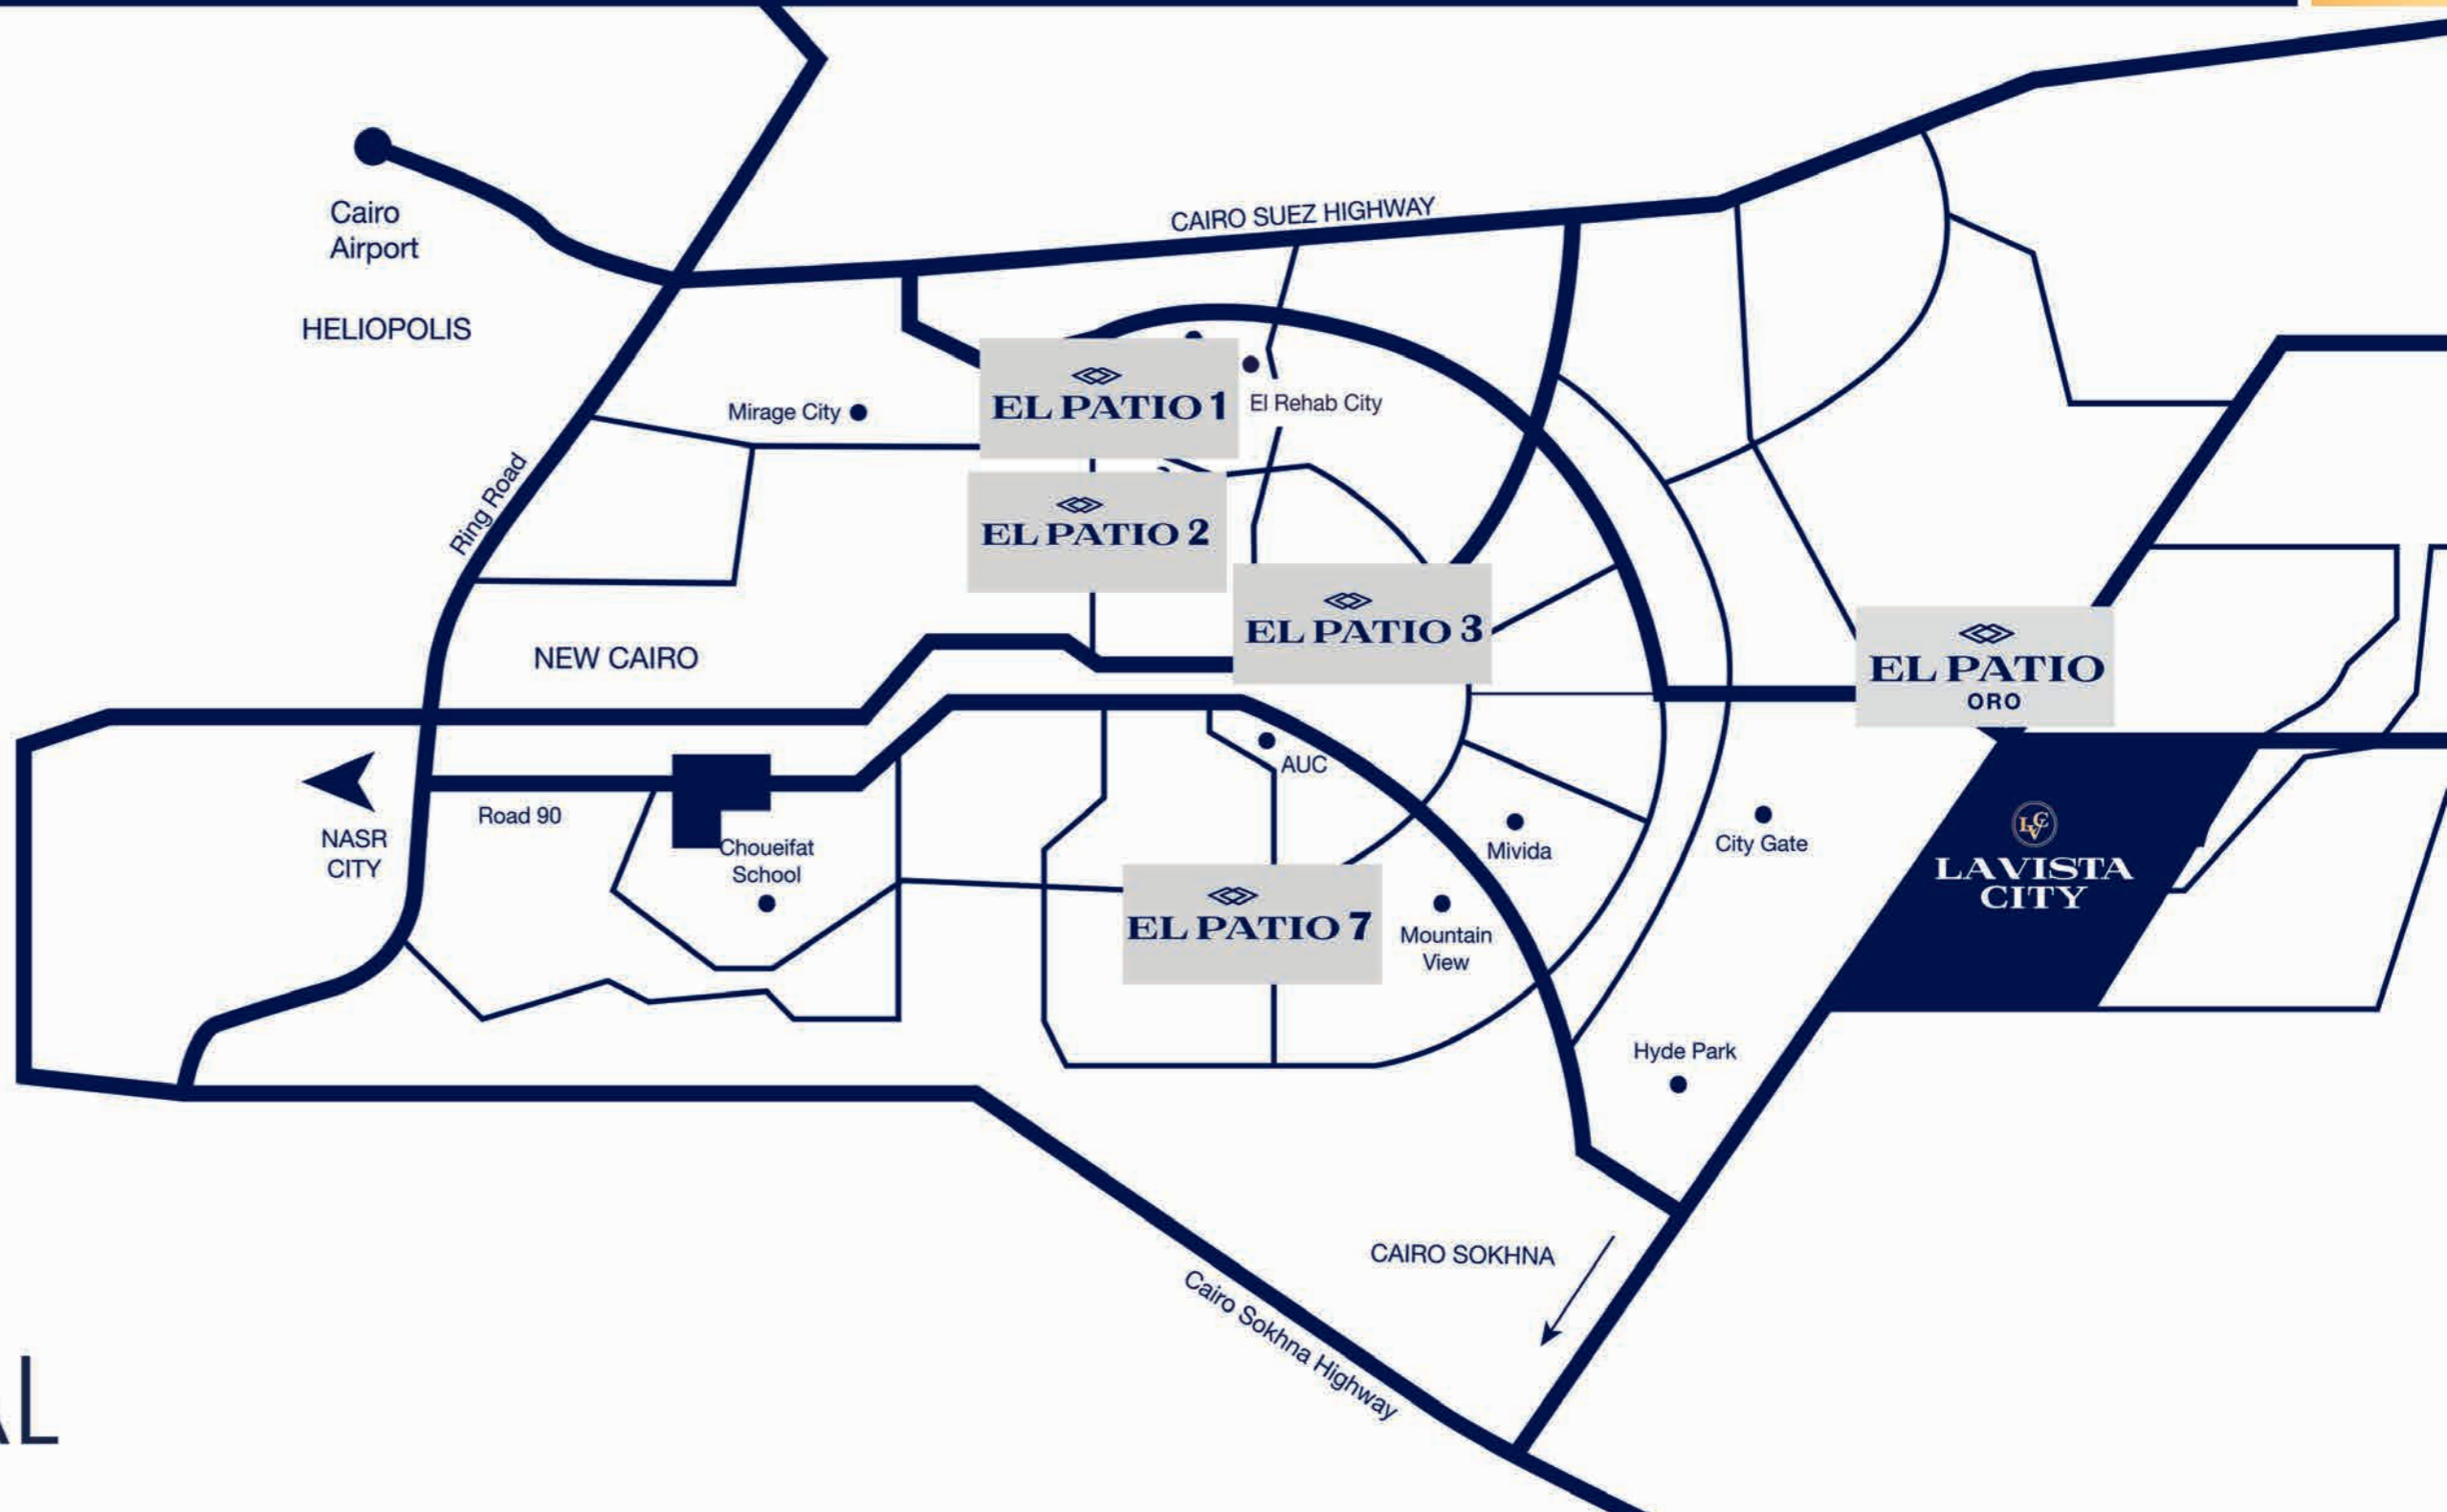 CAIRO SUEZ HIGHWAY
Cairo
Airport
HELIOPOLIS
Mirage City
EL PATIO 1
El Rehab City
Ring Road
EL PATIO 2
EL PATIO 3
NEW CAIRO
EL PATIO
ORO
AUC
Road 90
NASR
CITY
Choueifat
School
Mivida
City Gate
LVC
LAVISTA
CITY
EL PATIO 7
Mountain
View
Hyde Park
CAIRO SOKHNA
Cairo Sokhna Highway
AL